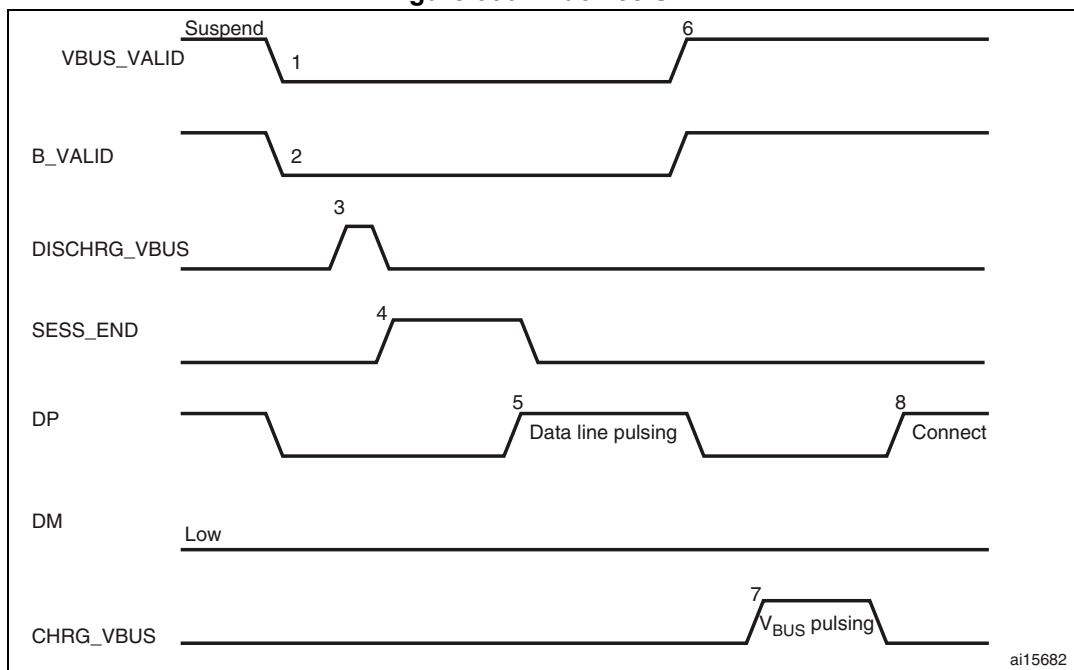 Suspend
6
VBUS_VALID
1
B_VALID
2
3
DISCHRG_VBUS
4
SESS_END
5
8
DP
Data line pulsing
Connect
DM
Low
7
VBUS pulsing
CHRG_VBUS
ai15682